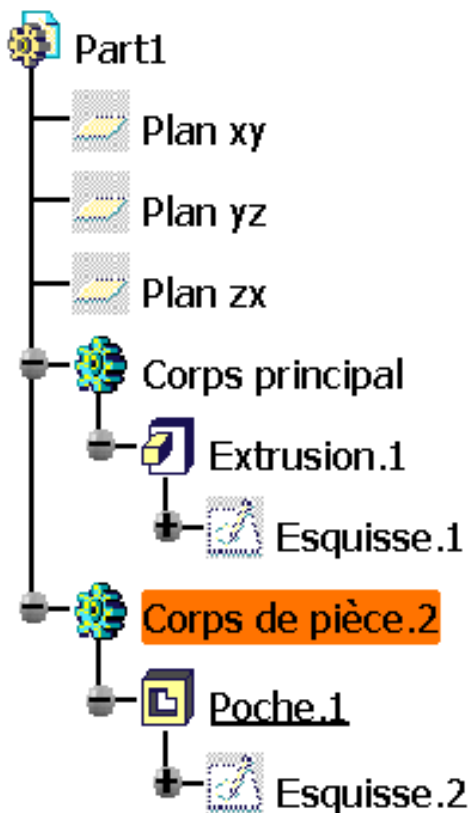 Part1
Plan xy
Plan yz
Plan zx
Corps principal
Extrusion.1
Esquisse.1
Corps de pièce.2
Poche.1
Esquisse.2